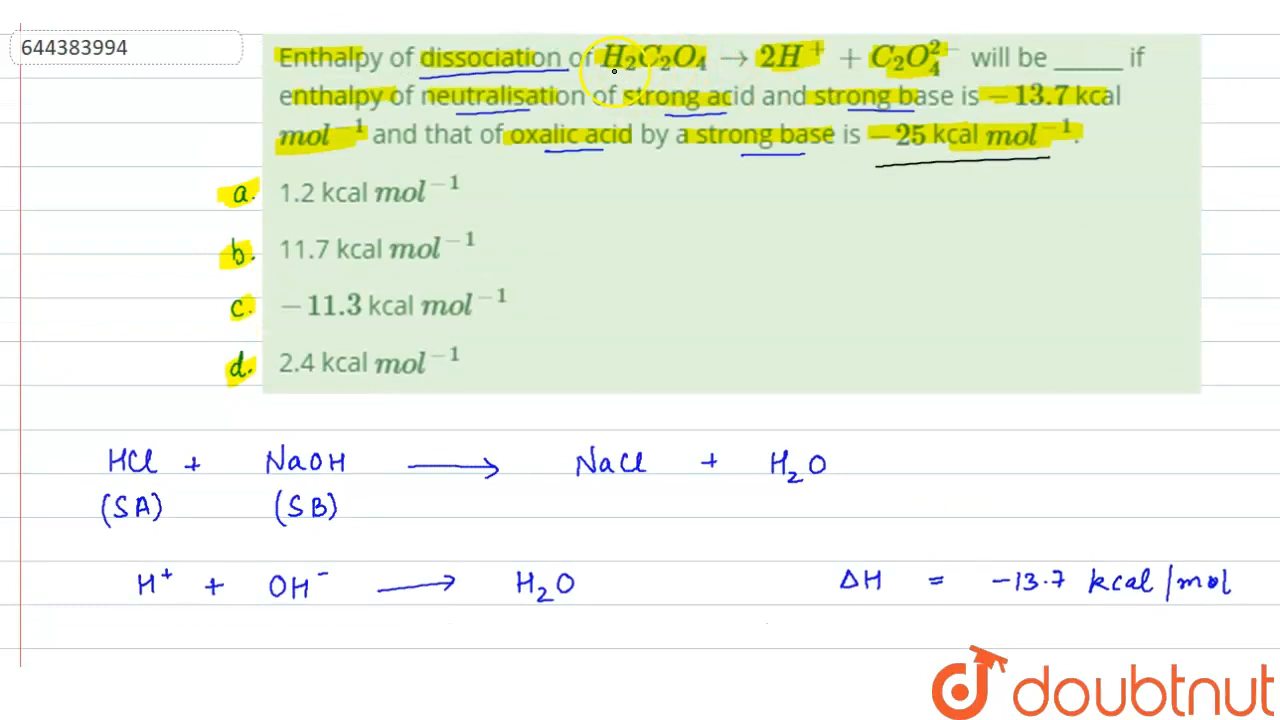 644383994
Enthalpy of dissociation of H₂C₂O₄ → 2H⁺ + C₂O₄²⁻ will be _____ if
enthalpy of neutralisation of strong acid and strong base is −13.7 kcal
mol⁻¹ and that of oxalic acid by a strong base is −25 kcal mol⁻¹.
a. 1.2 kcal mol⁻¹
b. 11.7 kcal mol⁻¹
c. −11.3 kcal mol⁻¹
d. 2.4 kcal mol⁻¹
HCl + NaOH ⟶ NaCl + H₂O
(SA) (SB)
H⁺ + OH⁻ ⟶ H₂O ΔH = −13.7 kcal/mol
doubtnut